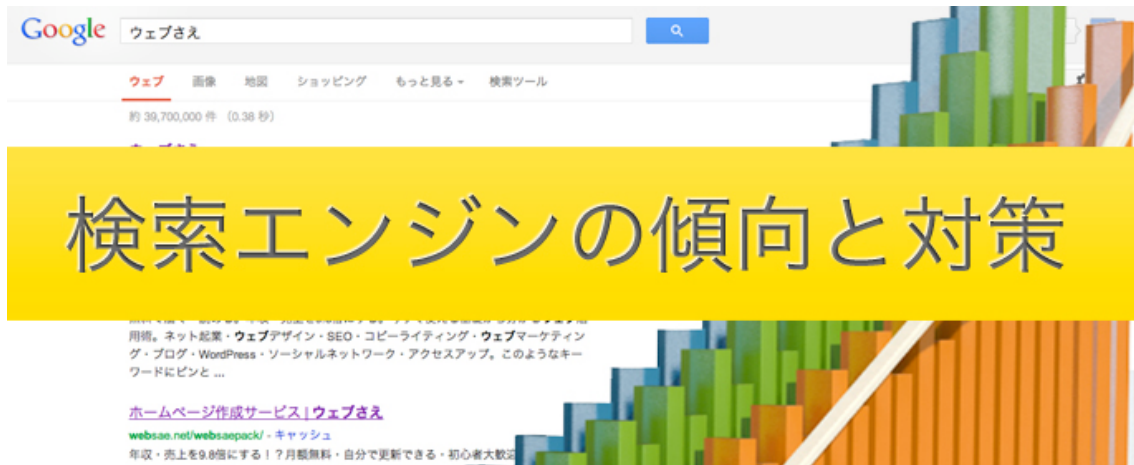 Google ウェブさえ
ウェブ 画像 地図 ショッピング もっと見る 検索ツール
約 39,700,000 件 (0.38 秒)
検索エンジンの傾向と対策
用術。ネット起業・ウェブデザイン・SEO・コピーライティング・ウェブマーケティン
グ・ブログ・WordPress・ソーシャルネットワーク・アクセスアップ。このようなキー
ワードにピンと ...
ホームページ作成サービス | ウェブさえ
websae.net/websaepack/ - キャッシュ
年収・売上を9.8倍にする！？月額無料・自分で更新できる・初心者大歓迎